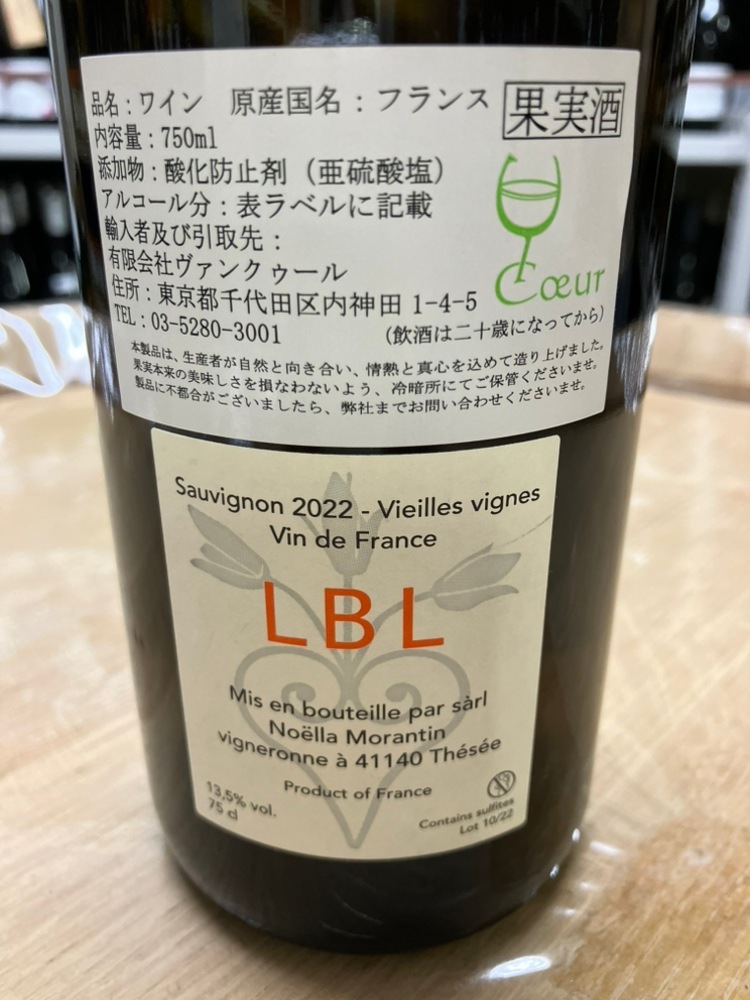 品名：ワイン　原産国名：フランス 果実酒
内容量：750ml
添加物：酸化防止剤（亜硫酸塩）
アルコール分：表ラベルに記載
輸入者及び引取先：
有限会社ヴァンクゥール
住所：東京都千代田区内神田 1-4-5
TEL：03-5280-3001
Cœur
(飲酒は二十歳になってから)
本製品は、生産者が自然と向き合い、情熱と真心を込めて造り上げました。
果実本来の美味しさを損なわないよう、冷暗所にてご保管くださいませ。
製品に不都合がございましたら、弊社までお問い合わせくださいませ。
Sauvignon 2022 - Vieilles vignes
Vin de France
LBL
Mis en bouteille par sàrl
Noëlla Morantin
vigneronne à 41140 Thésée
Product of France
13,5% vol.
75 cl
Contains sulfites
Lot 10/22